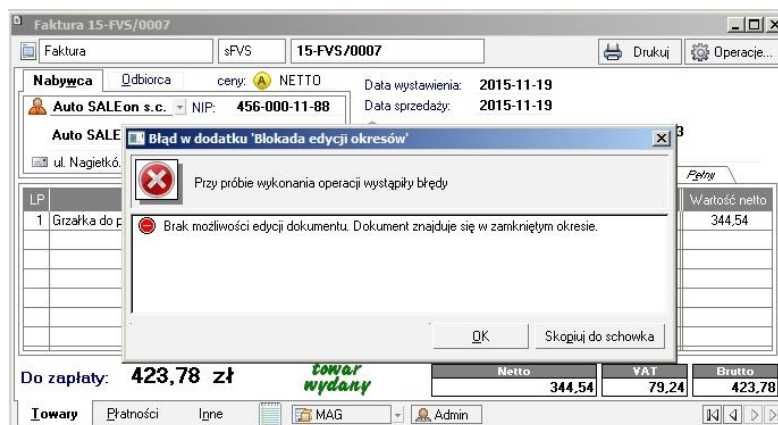 Faktura 15-FVS/0007
Faktura sFVS 15-FVS/0007 Drukuj Operacje...
Nabywca Odbiorca ceny: A NETTO Data wystawienia: 2015-11-19
Auto SALEon s.c. NIP: 456-000-11-88 Data sprzedaży: 2015-11-19
Auto SALE 3
Błąd w dodatku 'Blokada edycji okresów'
ul. Nagietko.
Przy próbie wykonania operacji wystąpiły błędy
Pełny
LP Wartość netto
1 Grzałka do p 344,54
Brak możliwości edycji dokumentu. Dokument znajduje się w zamkniętym okresie.
OK Skopiuj do schowka
Do zapłaty: 423,78 zł towar wydany
Netto VAT Brutto
344,54 79,24 423,78
Towary Płatności Inne MAG Admin